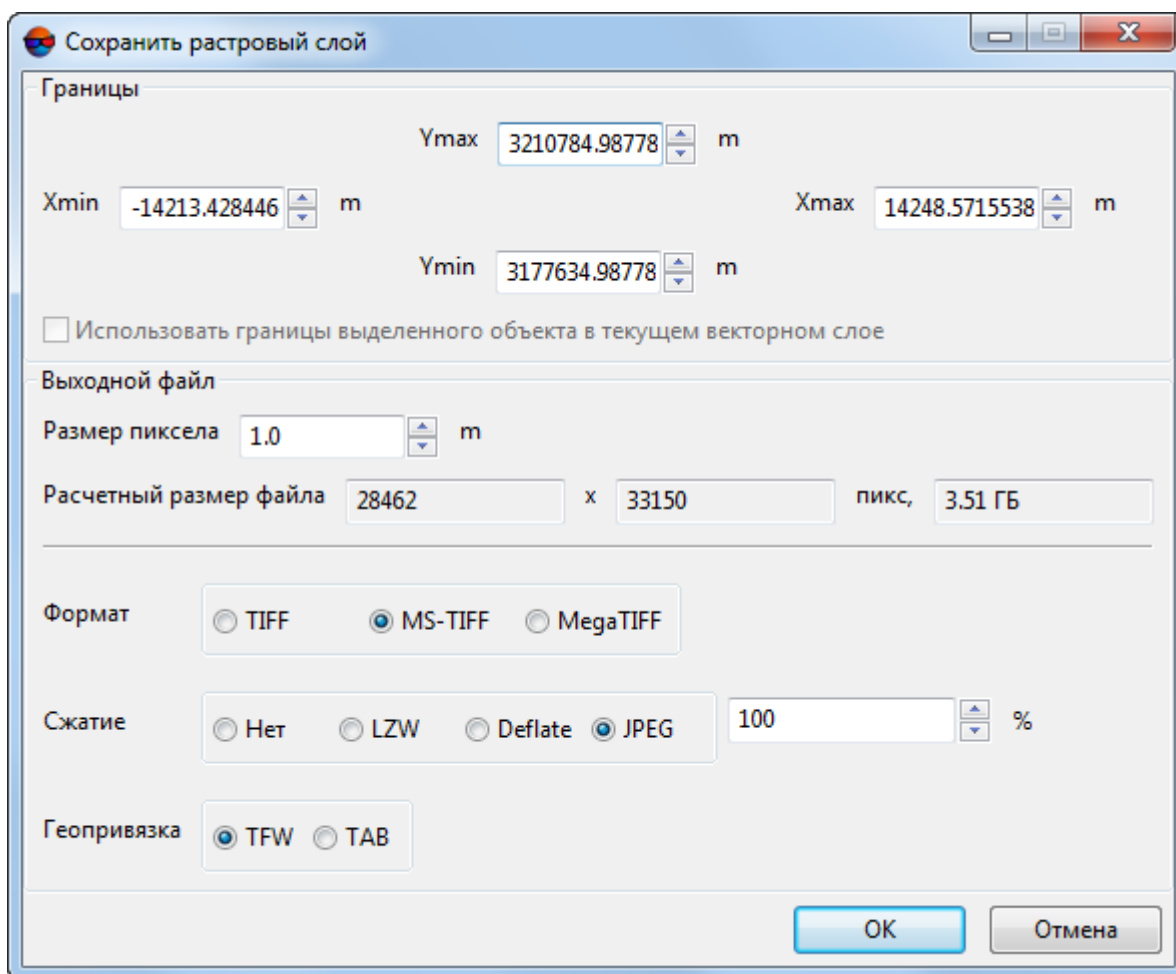 Сохранить растровый слой
Границы
Ymax 3210784.98778 m
Xmin -14213.428446 m Xmax 14248.5715538 m
Ymin 3177634.98778 m
Использовать границы выделенного объекта в текущем векторном слое
Выходной файл
Размер пиксела 1.0 m
Расчетный размер файла 28462 x 33150 пикс, 3.51 ГБ
Формат TIFF MS-TIFF MegaTIFF
Сжатие Нет LZW Deflate JPEG 100 %
Геопривязка TFW TAB
OK Отмена